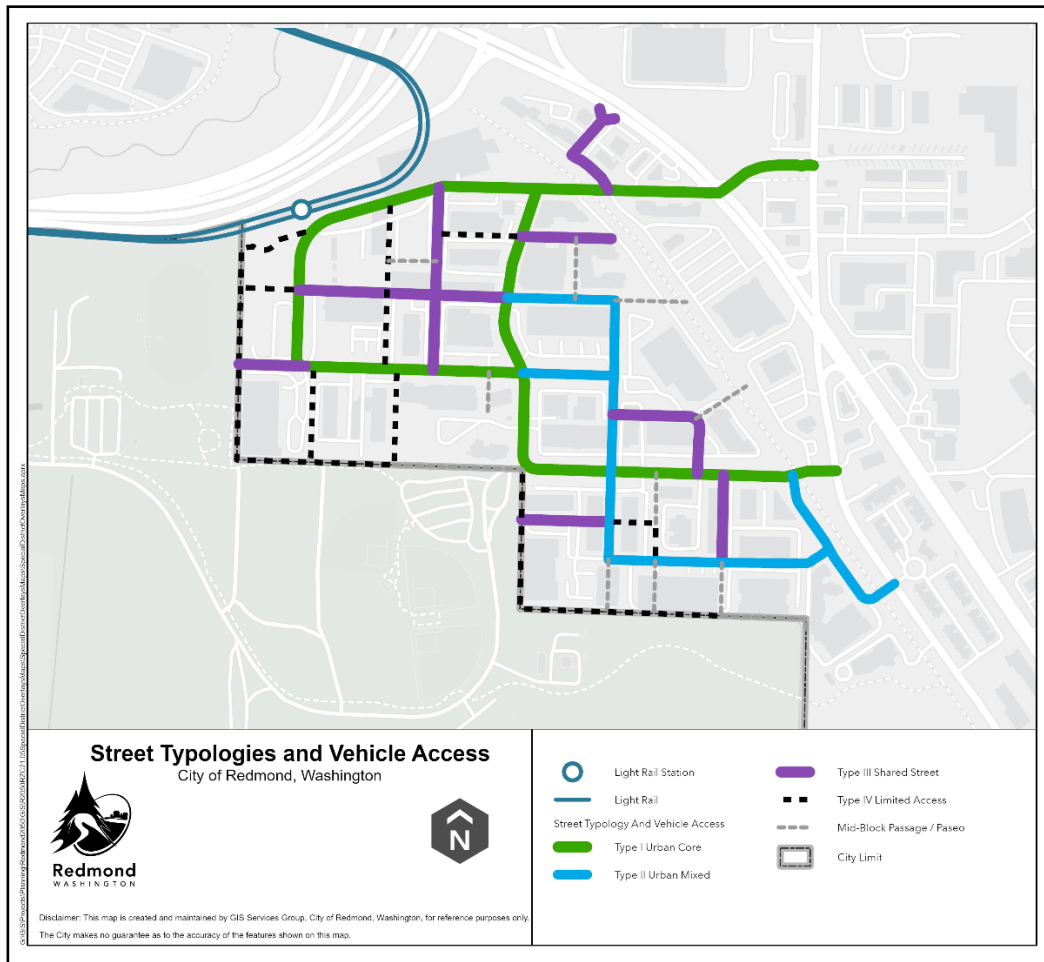 Street Typologies and Vehicle Access
City of Redmond, Washington
Redmond
WASHINGTON
N
Disclaimer: This map is created and maintained by GIS Services Group, City of Redmond, Washington, for reference purposes only.
The City makes no guarantee as to the accuracy of the features shown on this map.
Light Rail Station
Light Rail
Street Typology And Vehicle Access
Type I Urban Core
Type II Urban Mixed
Type III Shared Street
Type IV Limited Access
Mid-Block Passage / Paseo
City Limit